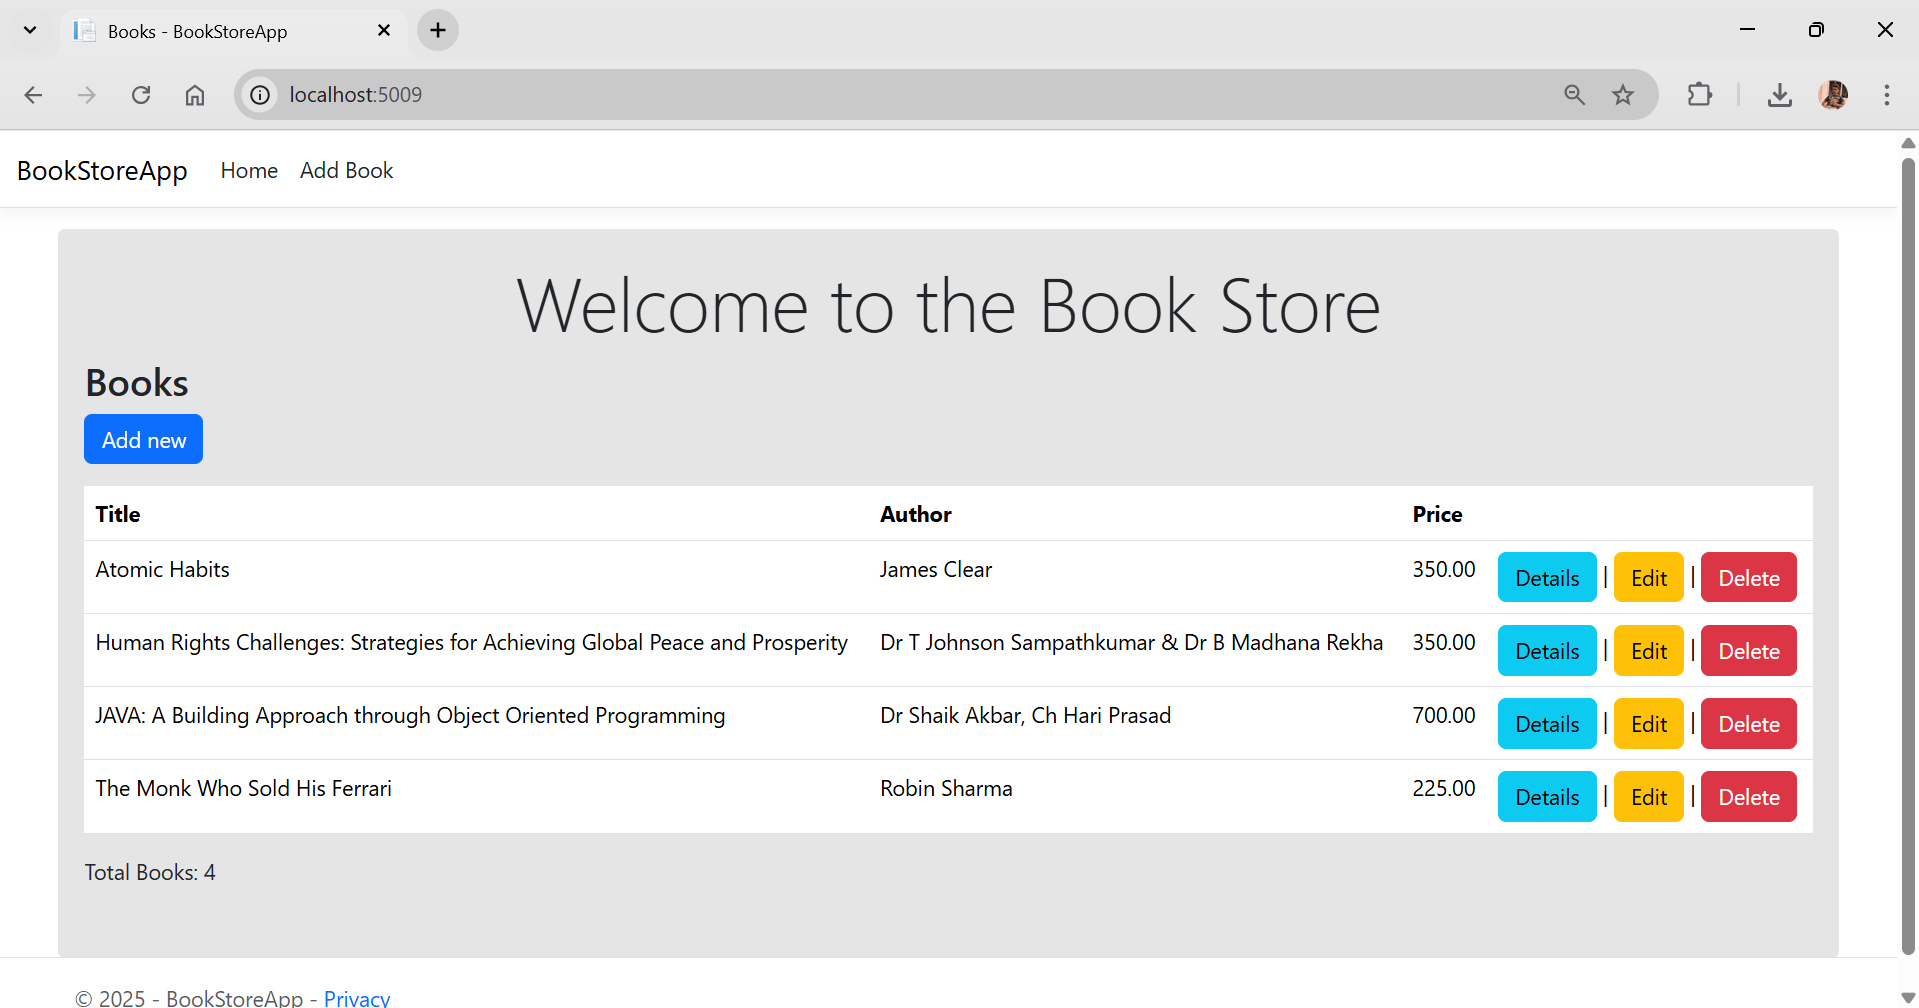 Books - BookStoreApp
localhost:5009
BookStoreApp Home Add Book
Welcome to the Book Store
Books
Add new
Title Author Price
Atomic Habits James Clear 350.00 Details | Edit | Delete
Human Rights Challenges: Strategies for Achieving Global Peace and Prosperity Dr T Johnson Sampathkumar & Dr B Madhana Rekha 350.00 Details | Edit | Delete
JAVA: A Building Approach through Object Oriented Programming Dr Shaik Akbar, Ch Hari Prasad 700.00 Details | Edit | Delete
The Monk Who Sold His Ferrari Robin Sharma 225.00 Details | Edit | Delete
Total Books: 4
© 2025 - BookStoreApp - Privacy